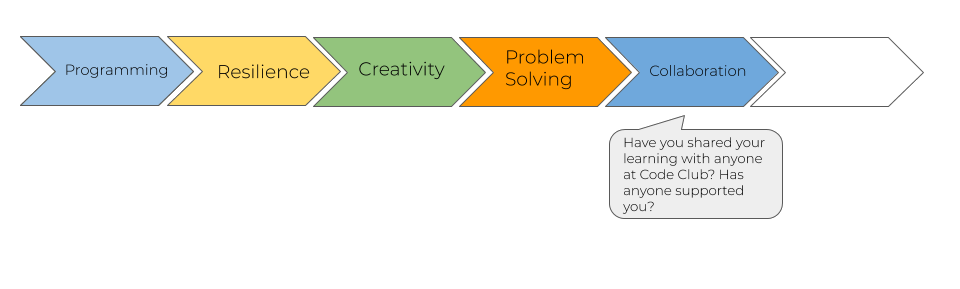 Programming
Resilience
Creativity
Problem
Solving
Collaboration
Have you shared your
learning with anyone
at Code Club? Has
anyone supported
you?